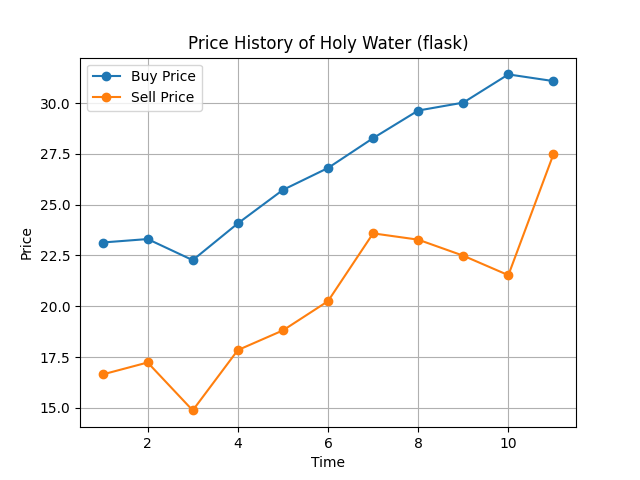 Price History of Holy Water (flask)
Buy Price
Sell Price
30.0
27.5
25.0
22.5
20.0
17.5
15.0
Price
2 4 6 8 10
Time